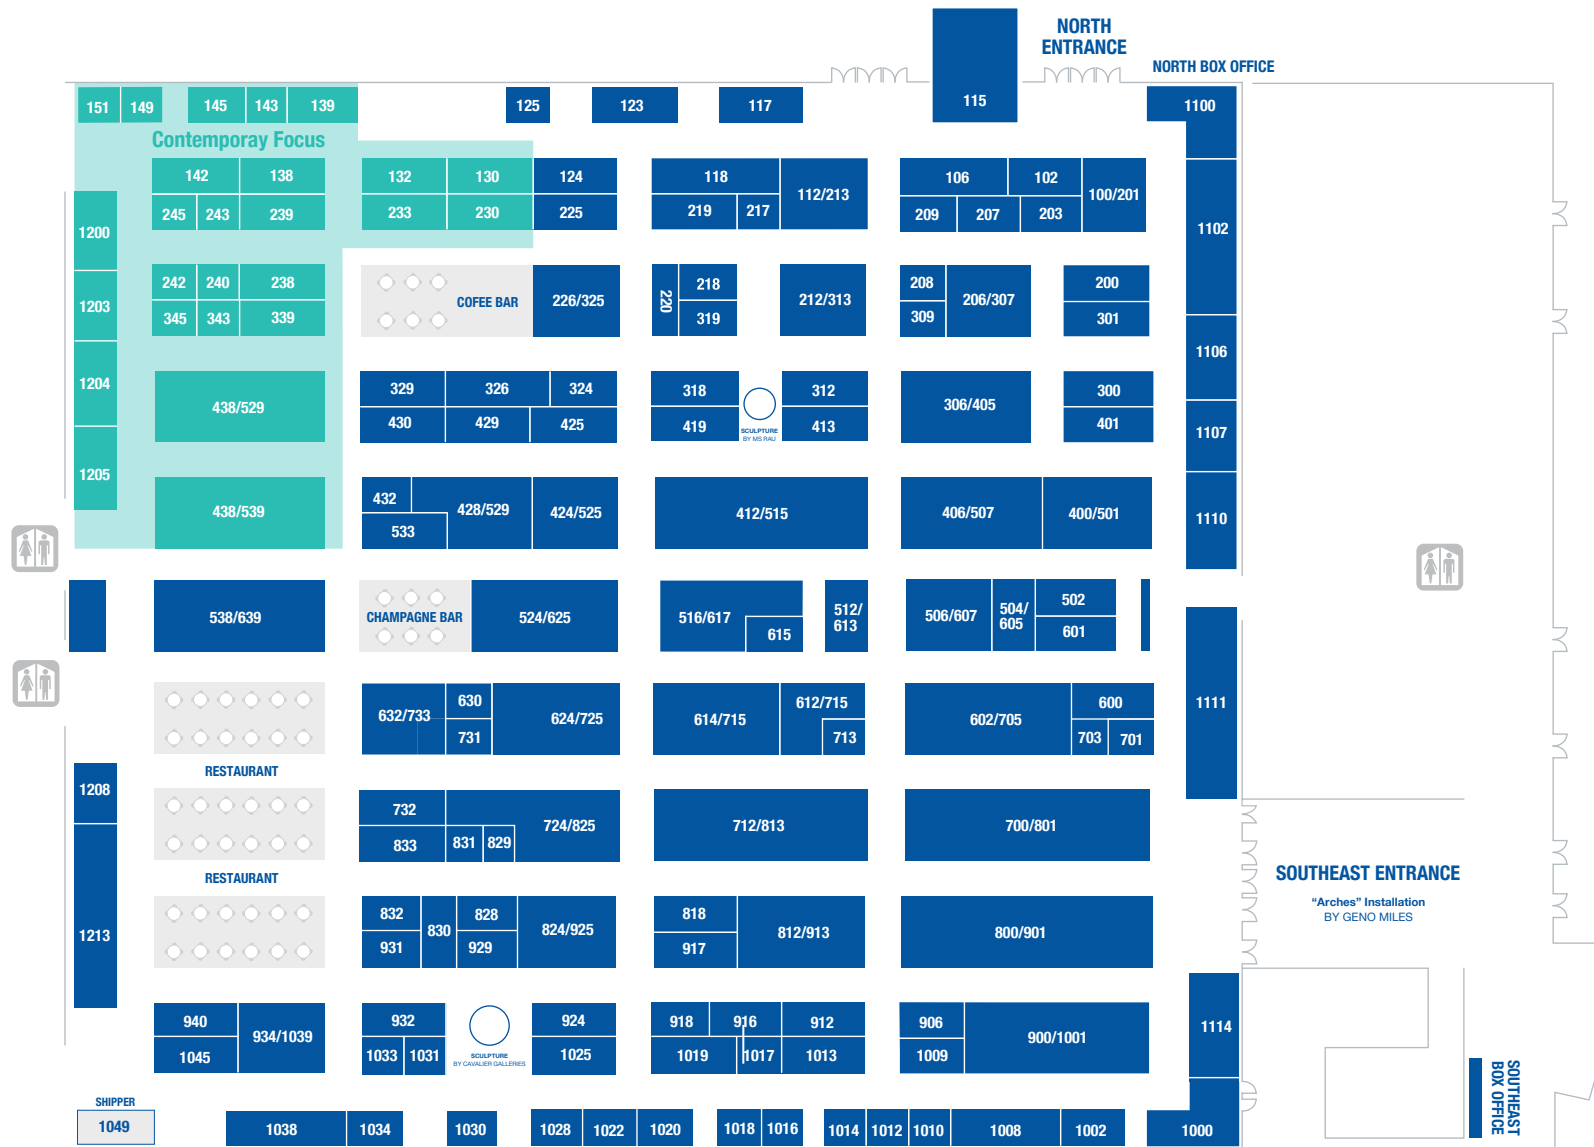 NORTH
ENTRANCE
NORTH BOX OFFICE
151 149 145 143 139 125 123 117 115 1100
Contemporay Focus
142 138 132 130 124 118 112/213 106 102 100/201
245 243 239 233 230 225 219 217 209 207 203
1200 1102
242 240 238 COFEE BAR 226/325 220 218 212/313 208 206/307 200
1203 345 343 339 319 309 301
1106
1204 438/529 329 326 324 318 312 306/405 300
430 429 425 419 413 401 1107
SCULPTURE
BY MS RAU
1205 438/539 432 428/529 424/525 412/515 406/507 400/501 1110
533
538/639 CHAMPAGNE BAR 524/625 516/617 615 512/
613 506/607 504/
605 502
601
632/733 630 624/725 614/715 612/715 602/705 600 1111
731 713 703 701
RESTAURANT
1208 732 724/825 712/813 700/801
833 831 829
RESTAURANT
SOUTHEAST ENTRANCE
“Arches” Installation
BY GENO MILES
1213 832 830 828 824/925 818 812/913 800/901
931 929 917
940 934/1039 932 924 918 916 912 906 900/1001 1114
1045 1033 1031 1025 1019 1017 1013 1009
SCULPTURE
BY CAVALIER GALLERIES
SOUTHEAST
BOX OFFICE
SHIPPER
1049 1038 1034 1030 1028 1022 1020 1018 1016 1014 1012 1010 1008 1002 1000